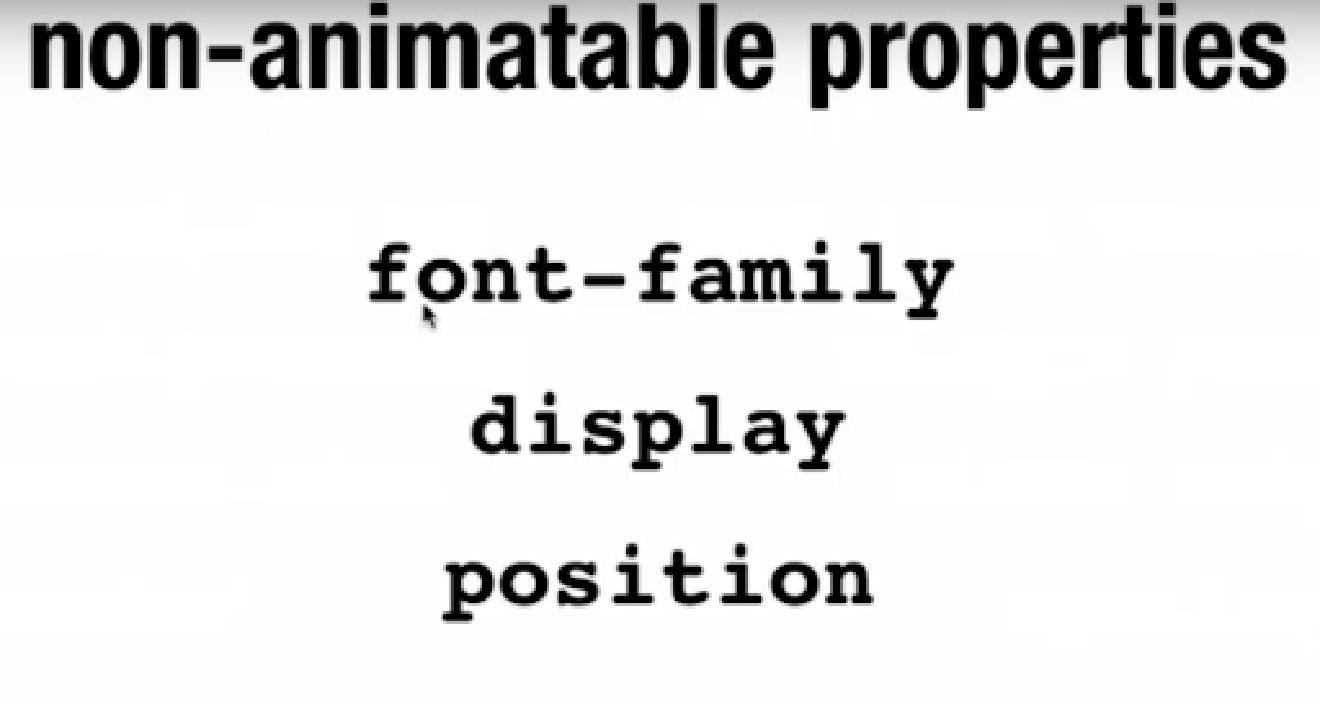 non-animatable properties
font-family
display
position